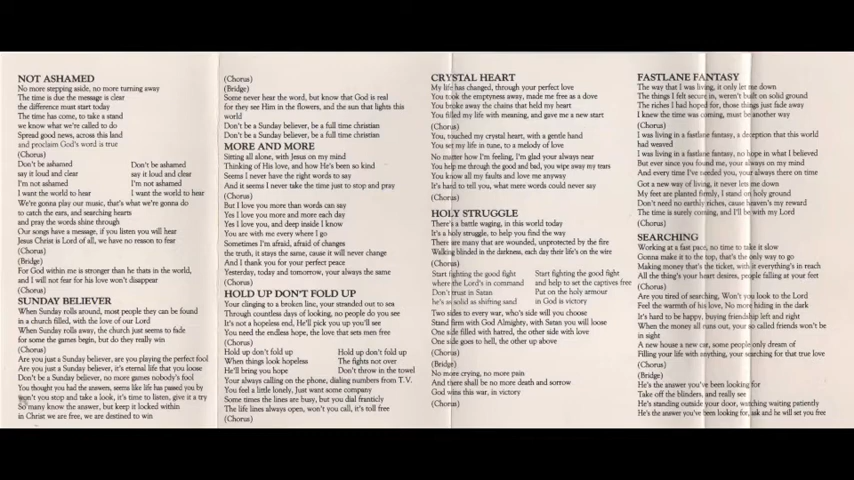 NOT ASHAMED
No more stepping aside, no more turning away
The time is due the message is clear
the difference must start today
The time has come, to take a stand
we know what we're called to do
Spread good news, across this land
and proclaim God's word is true
(Chorus)
Don't be ashamed Don't be ashamed
say it loud and clear say it loud and clear
I'm not ashamed I'm not ashamed
I want the world to hear I want the world to hear
We're gonna play our music, that's what we're gonna do
to catch the ears, and searching hearts
and pray the words shine through
Our songs have a message, if you listen you will hear
Jesus Christ is Lord of all, we have no reason to fear
(Chorus)
(Bridge)
For God within me is stronger than he thats in the world,
and I will not fear for his love won't disappear
(Chorus)
SUNDAY BELIEVER
When Sunday rolls around, most people they can be found
in a church filled, with the love of our Lord
When Sunday rolls away, the church just seems to fade
for some the games begin, but do they really win
(Chorus)
Are you just a Sunday believer, are you playing the perfect fool
Are you just a Sunday believer, it's eternal life that you loose
Don't be a Sunday believer, no more games nobody's fool
You thought you had the answers, seems like life has passed you by
won't you stop and take a look, it's time to listen, give it a try
So many know the answer, but keep it locked within
in Christ we are free, we are destined to win
(Chorus)
(Bridge)
Some never hear the word, but know that God is real
for they see Him in the flowers, and the sun that lights this
world
Don't be a Sunday believer, be a full time christian
Don't be a Sunday believer, be a full time christian
MORE AND MORE
Sitting all alone, with Jesus on my mind
Thinking of His love, and how He's been so kind
Seems I never have the right words to say
And it seems I never take the time just to stop and pray
(Chorus)
But I love you more than words can say
Yes I love you more and more each day
Yes I love you, and deep inside I know
You are with me every where I go
Sometimes I'm afraid, afraid of changes
the truth, it stays the same, cause it will never change
And I thank you for your perfect peace
Yesterday, today and tomorrow, your always the same
(Chorus)
HOLD UP DON'T FOLD UP
Your clinging to a broken line, your stranded out to sea
Through countless days of looking, no people do you see
It's not a hopeless end, He'll pick you up you'll see
You need the endless hope, the love that sets men free
(Chorus)
Hold up don't fold up Hold up don't fold up
When things look hopeless The fights not over
He'll bring you hope Don't throw in the towel
Your always calling on the phone, dialing numbers from T.V.
You feel a little lonely, Just want some company
Some times the lines are busy, but you dial franticly
The life lines always open, won't you call, it's toll free
(Chorus)
CRYSTAL HEART
My life has changed, through your perfect love
You took the emptyness away, made me free as a dove
You broke away the chains that held my heart
You filled my life with meaning, and gave me a new start
(Chorus)
You, touched my crystal heart, with a gentle hand
You set my life in tune, to a melody of love
No matter how I'm feeling, I'm glad your always near
You help me through the good and bad, you wipe away my tears
You know all my faults and love me anyway
It's hard to tell you, what mere words could never say
(Chorus)
HOLY STRUGGLE
There's a battle waging, in this world today
It's a holy struggle, to help you find the way
There are many that are wounded, unprotected by the fire
Walking blinded in the darkness, each day their life's on the wire
(Chorus)
Start fighting the good fight Start fighting the good fight
where the Lord's in command and help to set the captives free
Don't trust in Satan Put on the holy armour
he's as solid as shifting sand in God is victory
Two sides to every war, who's side will you choose
Stand firm with God Almighty, with Satan you will loose
One side filled with hatred, the other side with love
One side goes to hell, the other up above
(Chorus)
(Bridge)
No more crying, no more pain
And there shall be no more death and sorrow
God wins this war, in victory
(Chorus)
FASTLANE FANTASY
The way that I was living, it only let me down
The things I felt secure in, weren't built on solid ground
The riches I had hoped for, those things just fade away
I knew the time was coming, must be another way
(Chorus)
I was living in a fastlane fantasy, a deception that this world
had weaved
I was living in a fastlane fantasy, no hope in what I believed
But ever since you found me, your always on my mind
And every time I've needed you, your always there on time
Got a new way of living, it never lets me down
My feet are planted firmly, I stand on holy ground
Don't need no earthly riches, cause heaven's my reward
The time is surely coming, and I'll be with my Lord
(Chorus)
SEARCHING
Working at a fast pace, no time to take it slow
Gonna make it to the top, that's the only way to go
Making money that's the ticket, with it everything's in reach
All the thing's your heart desires, people falling at your feet
(Chorus)
Are you tired of searching, Won't you look to the Lord
Feel the warmeth of his love, No more hiding in the dark
It's hard to be happy, buying friendship left and right
When the money all runs out, your so called friends won't be
in sight
A new house a new car, some people only dream of
Filling your life with anything, your searching for that true love
(Chorus)
(Bridge)
He's the answer you've been looking for
Take off the blinders, and really see
He's standing outside your door, watching waiting patiently
He's the answer you've been looking for, ask and he will set you free